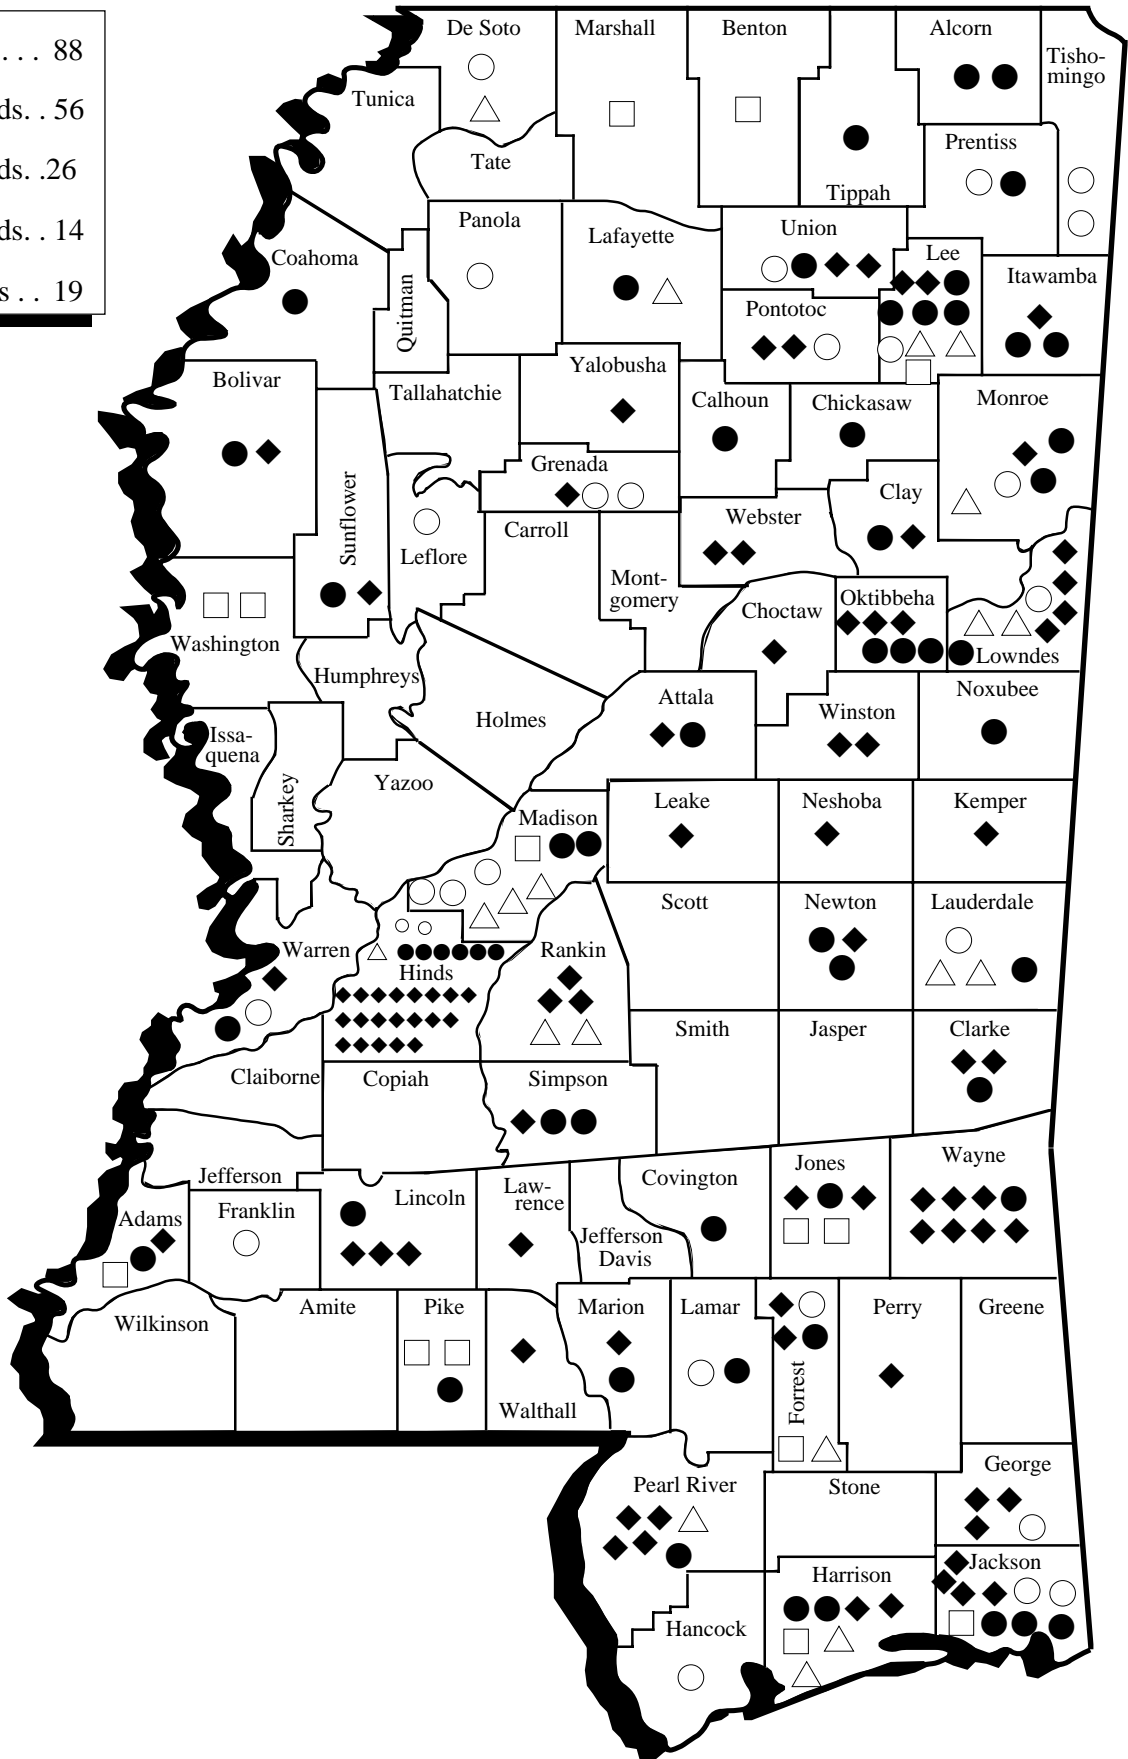 . . . 88
ds. . 56
ds. .26
ds. . 14
s . . 19
De Soto
Marshall
Benton
Alcorn
Tisho-
mingo
Tunica
Tate
Tippah
Prentiss
Panola
Lafayette
Union
Lee
Itawamba
Coahoma
Quitman
Pontotoc
Bolivar
Tallahatchie
Yalobusha
Calhoun
Chickasaw
Monroe
Sunflower
Grenada
Clay
Leflore
Carroll
Webster
Mont-
gomery
Choctaw
Oktibbeha
Lowndes
Washington
Humphreys
Holmes
Attala
Winston
Noxubee
Issa-
quena
Sharkey
Yazoo
Madison
Leake
Neshoba
Kemper
Warren
Hinds
Rankin
Scott
Newton
Lauderdale
Smith
Jasper
Clarke
Claiborne
Copiah
Simpson
Jefferson
Adams
Franklin
Lincoln
Law-
rence
Jefferson
Davis
Covington
Jones
Wayne
Wilkinson
Amite
Pike
Walthall
Marion
Lamar
Forrest
Perry
Greene
Pearl River
Stone
George
Hancock
Harrison
Jackson